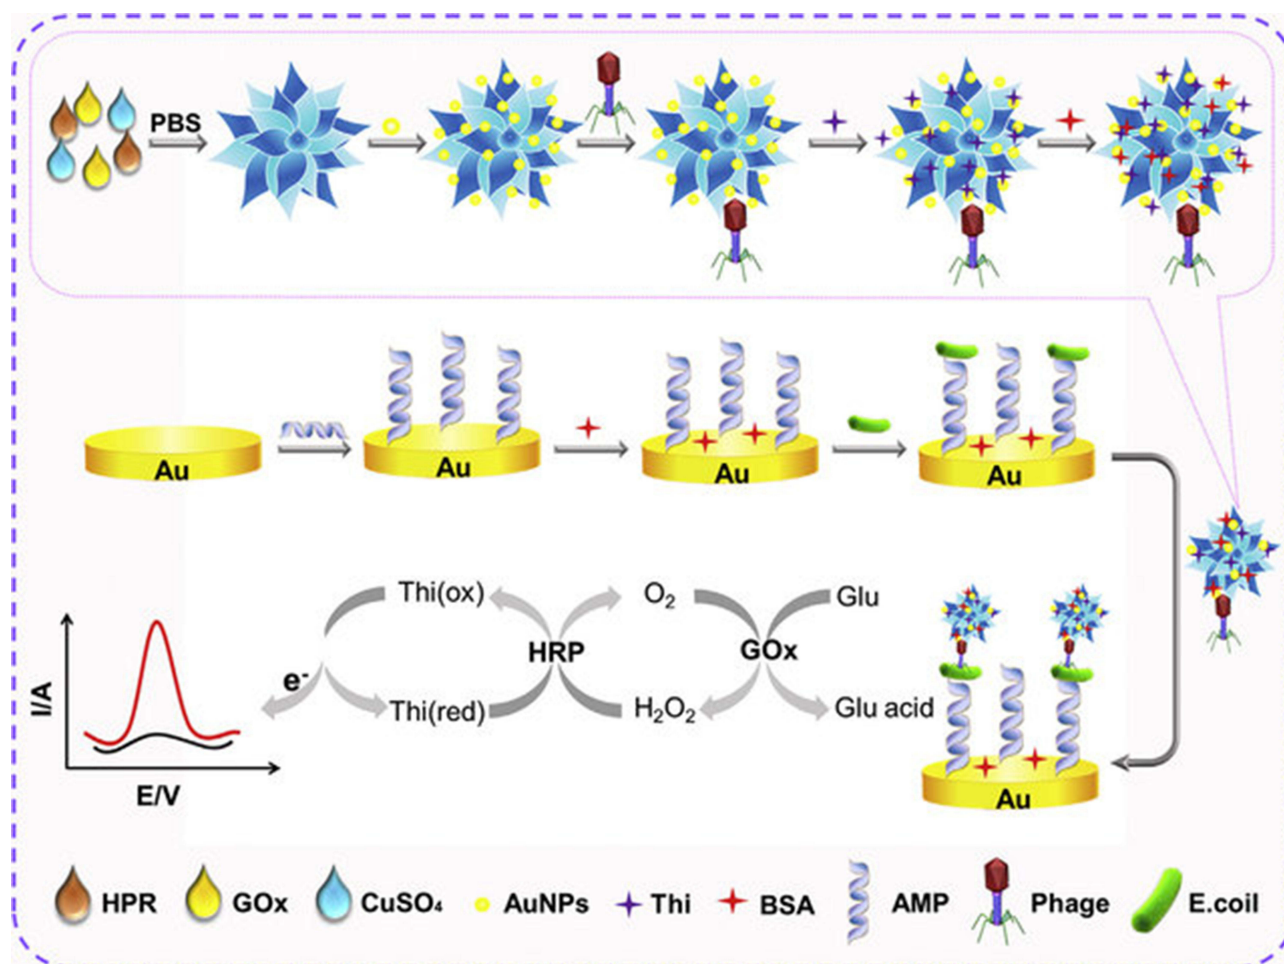 PBS
Au
Au
Au
Au
Thi(ox)
O₂
Glu
HRP
GOx
e⁻
Thi(red)
H₂O₂
Glu acid
I/A
E/V
Au
HPR
GOx
CuSO₄
AuNPs
Thi
BSA
AMP
Phage
E.coil